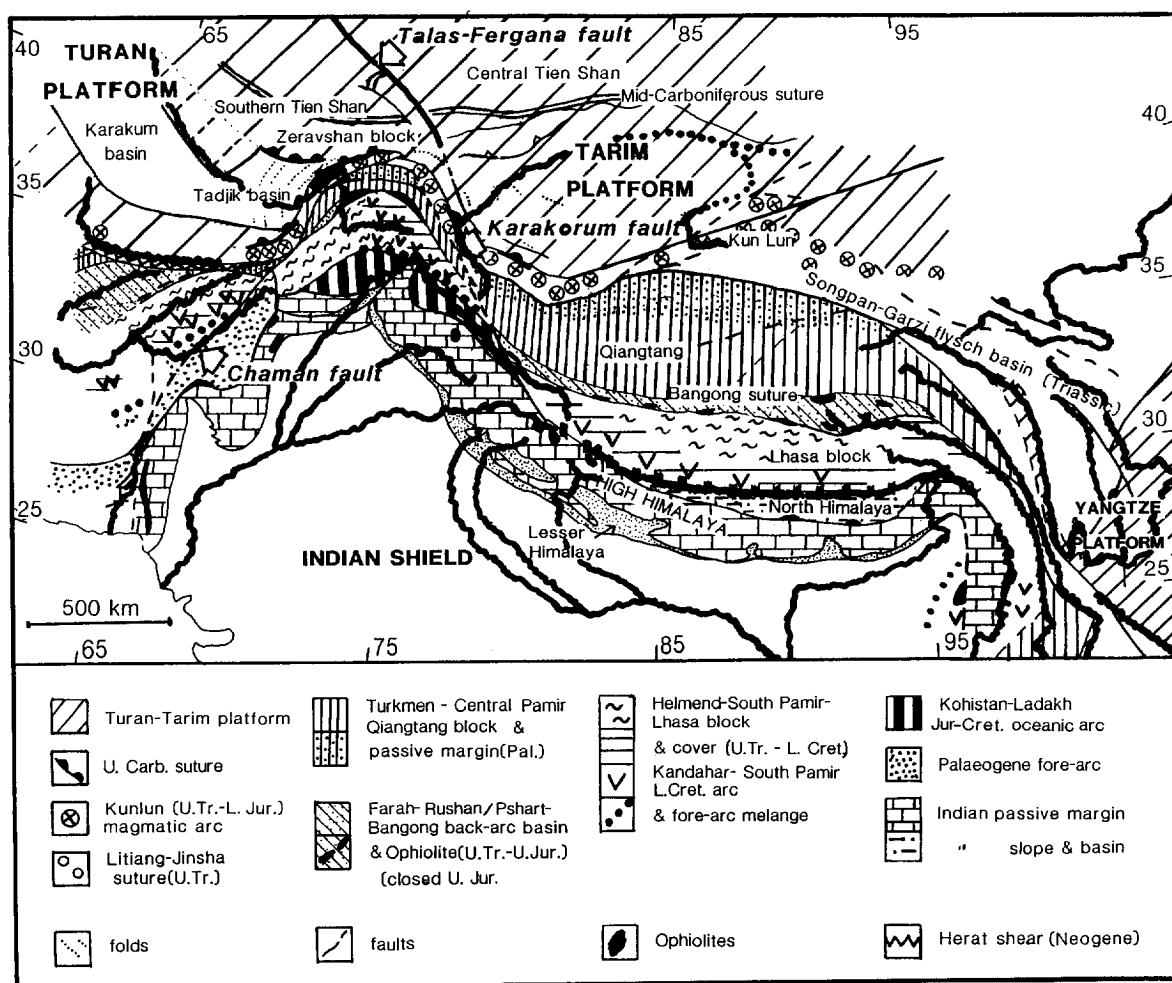 40
65
Talas-Fergana fault
85
95
TURAN
PLATFORM
Central Tien Shan
Mid-Carboniferous suture
Southern Tien Shan
40
Karakum
basin
Zeravshan block
TARIM
PLATFORM
35
Tadjik basin
Karakorum fault
Kun Lun
35
Songpan-Garzi flysch basin (Triassic)
30
Qiangtang
Chaman fault
Bangong suture
30
Lhasa block
25
HIGH HIMALAYA
North Himalaya
YANGTZE
PLATFORM
Lesser
Himalaya
INDIAN SHIELD
25
500 km
65
75
85
95
Turan-Tarim platform
U. Carb. suture
Kunlun (U.Tr.-L. Jur.)
magmatic arc
Litiang-Jinsha
suture(U.Tr.)
folds
Turkmen - Central Pamir
Qiangtang block &
passive margin(Pal.)
Farah-Rushan/Pshart-
Bangong back-arc basin
& Ophiolite(U.Tr.-U.Jur.)
(closed U. Jur.
faults
Helmend-South Pamir-
Lhasa block
& cover (U.Tr. - L. Cret.)
Kandahar- South Pamir
L.Cret. arc
& fore-arc melange
Ophiolites
Kohistan-Ladakh
Jur-Cret. oceanic arc
Palaeogene fore-arc
Indian passive margin
" slope & basin
Herat shear (Neogene)